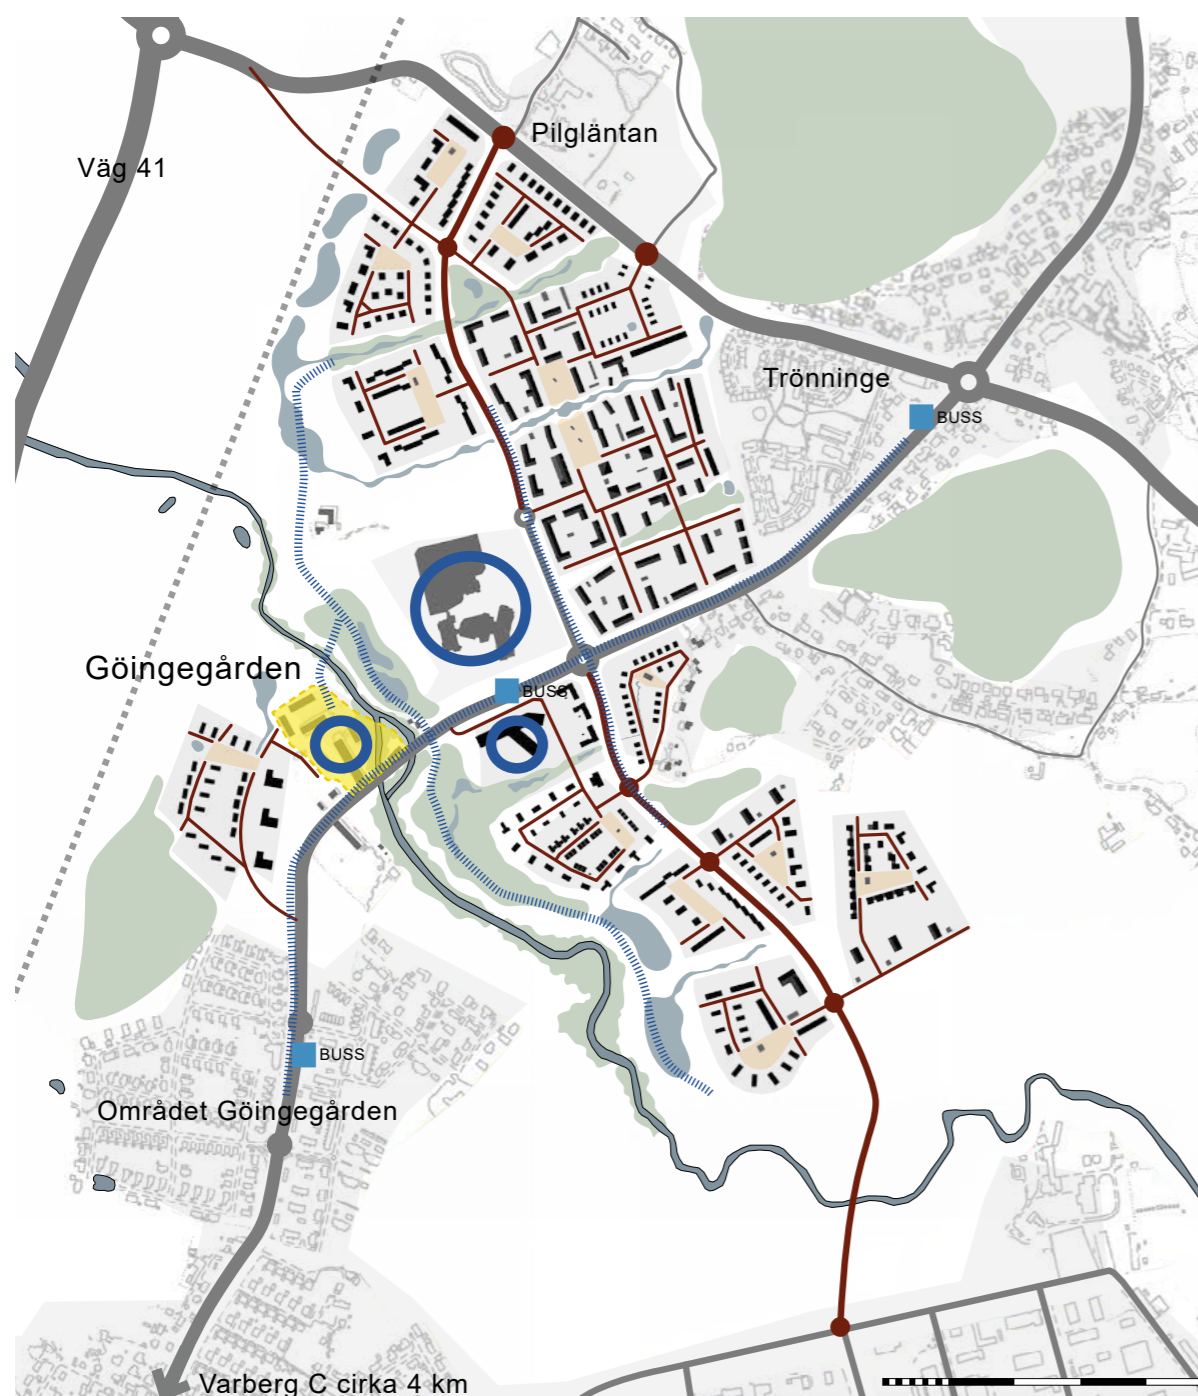 Pilgläntan
Väg 41
Trönninge
BUSS
Göingegården
BUSS
BUSS
Området Göingegården
Varberg C cirka 4 km